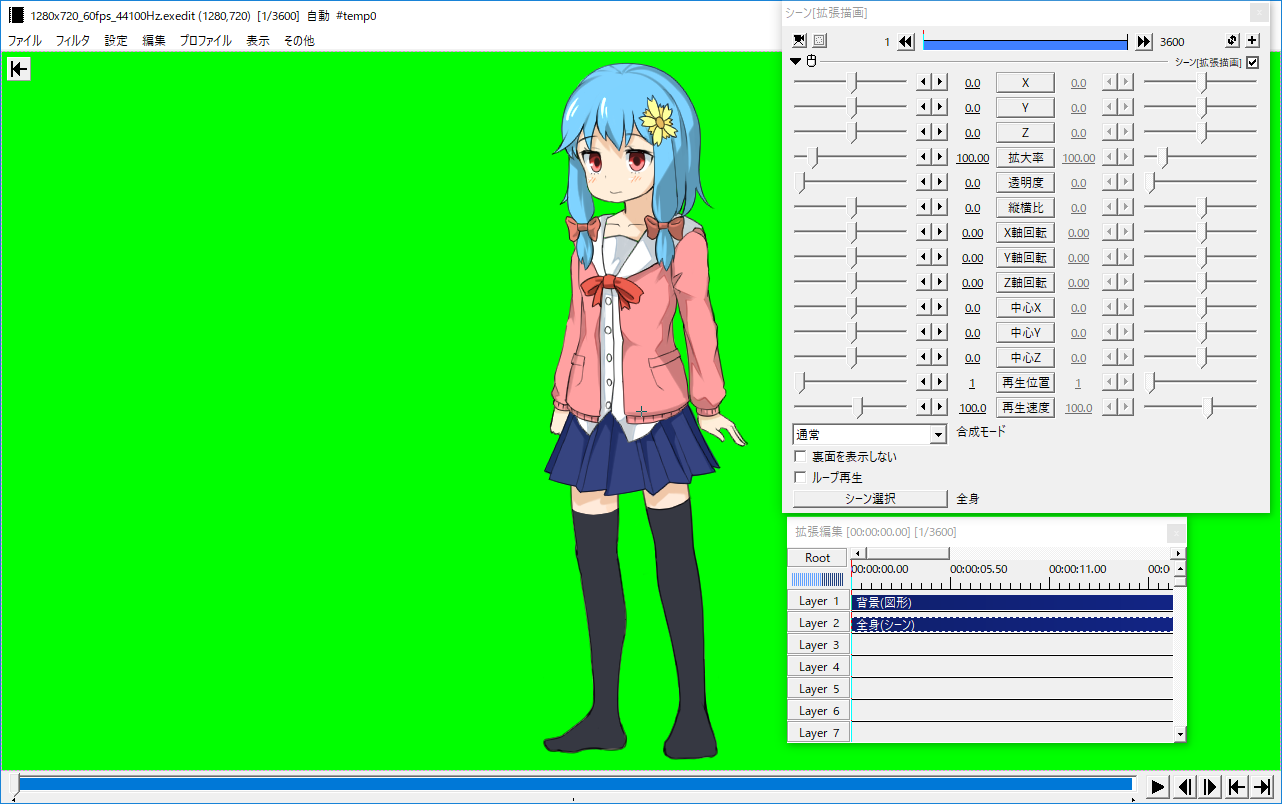 1280x720_60fps_44100Hz.exedit (1280,720) [1/3600] 自動 #temp0
ファイル フィルタ 設定 編集 プロファイル 表示 その他
シーン[拡張描画]
1 3600
シーン[拡張描画]
0.0 X 0.0
0.0 Y 0.0
0.0 Z 0.0
100.00 拡大率 100.00
0.0 透明度 0.0
0.0 縦横比 0.0
0.00 X軸回転 0.00
0.00 Y軸回転 0.00
0.00 Z軸回転 0.00
0.0 中心X 0.0
0.0 中心Y 0.0
0.0 中心Z 0.0
1 再生位置 1
100.0 再生速度 100.0
通常 合成モード
裏面を表示しない
ループ再生
シーン選択 全身
拡張編集 [00:00:00.00] [1/3600]
Root
00:00:00.00 00:00:05.50 00:00:11.00 00:0
Layer 1 背景(図形)
Layer 2 全身(シーン)
Layer 3
Layer 4
Layer 5
Layer 6
Layer 7